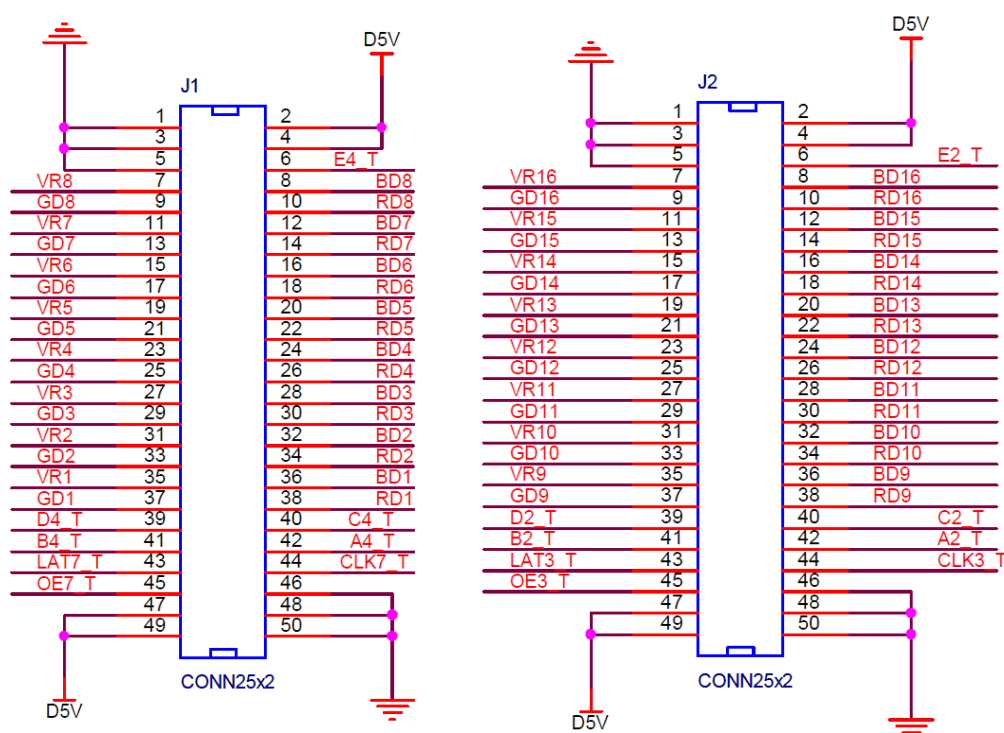 D5V
J1
1 2
3 4
5 6 E4_T
VR8 7 8 BD8
GD8 9 10 RD8
VR7 11 12 BD7
GD7 13 14 RD7
VR6 15 16 BD6
GD6 17 18 RD6
VR5 19 20 BD5
GD5 21 22 RD5
VR4 23 24 BD4
GD4 25 26 RD4
VR3 27 28 BD3
GD3 29 30 RD3
VR2 31 32 BD2
GD2 33 34 RD2
VR1 35 36 BD1
GD1 37 38 RD1
D4_T 39 40 C4_T
B4_T 41 42 A4_T
LAT7_T 43 44 CLK7_T
OE7_T 45 46
47 48
49 50
CONN25x2
D5V
D5V
J2
1 2
3 4
5 6 E2_T
VR16 7 8 BD16
GD16 9 10 RD16
VR15 11 12 BD15
GD15 13 14 RD15
VR14 15 16 BD14
GD14 17 18 RD14
VR13 19 20 BD13
GD13 21 22 RD13
VR12 23 24 BD12
GD12 25 26 RD12
VR11 27 28 BD11
GD11 29 30 RD11
VR10 31 32 BD10
GD10 33 34 RD10
VR9 35 36 BD9
GD9 37 38 RD9
D2_T 39 40 C2_T
B2_T 41 42 A2_T
LAT3_T 43 44 CLK3_T
OE3_T 45 46
47 48
49 50
CONN25x2
D5V